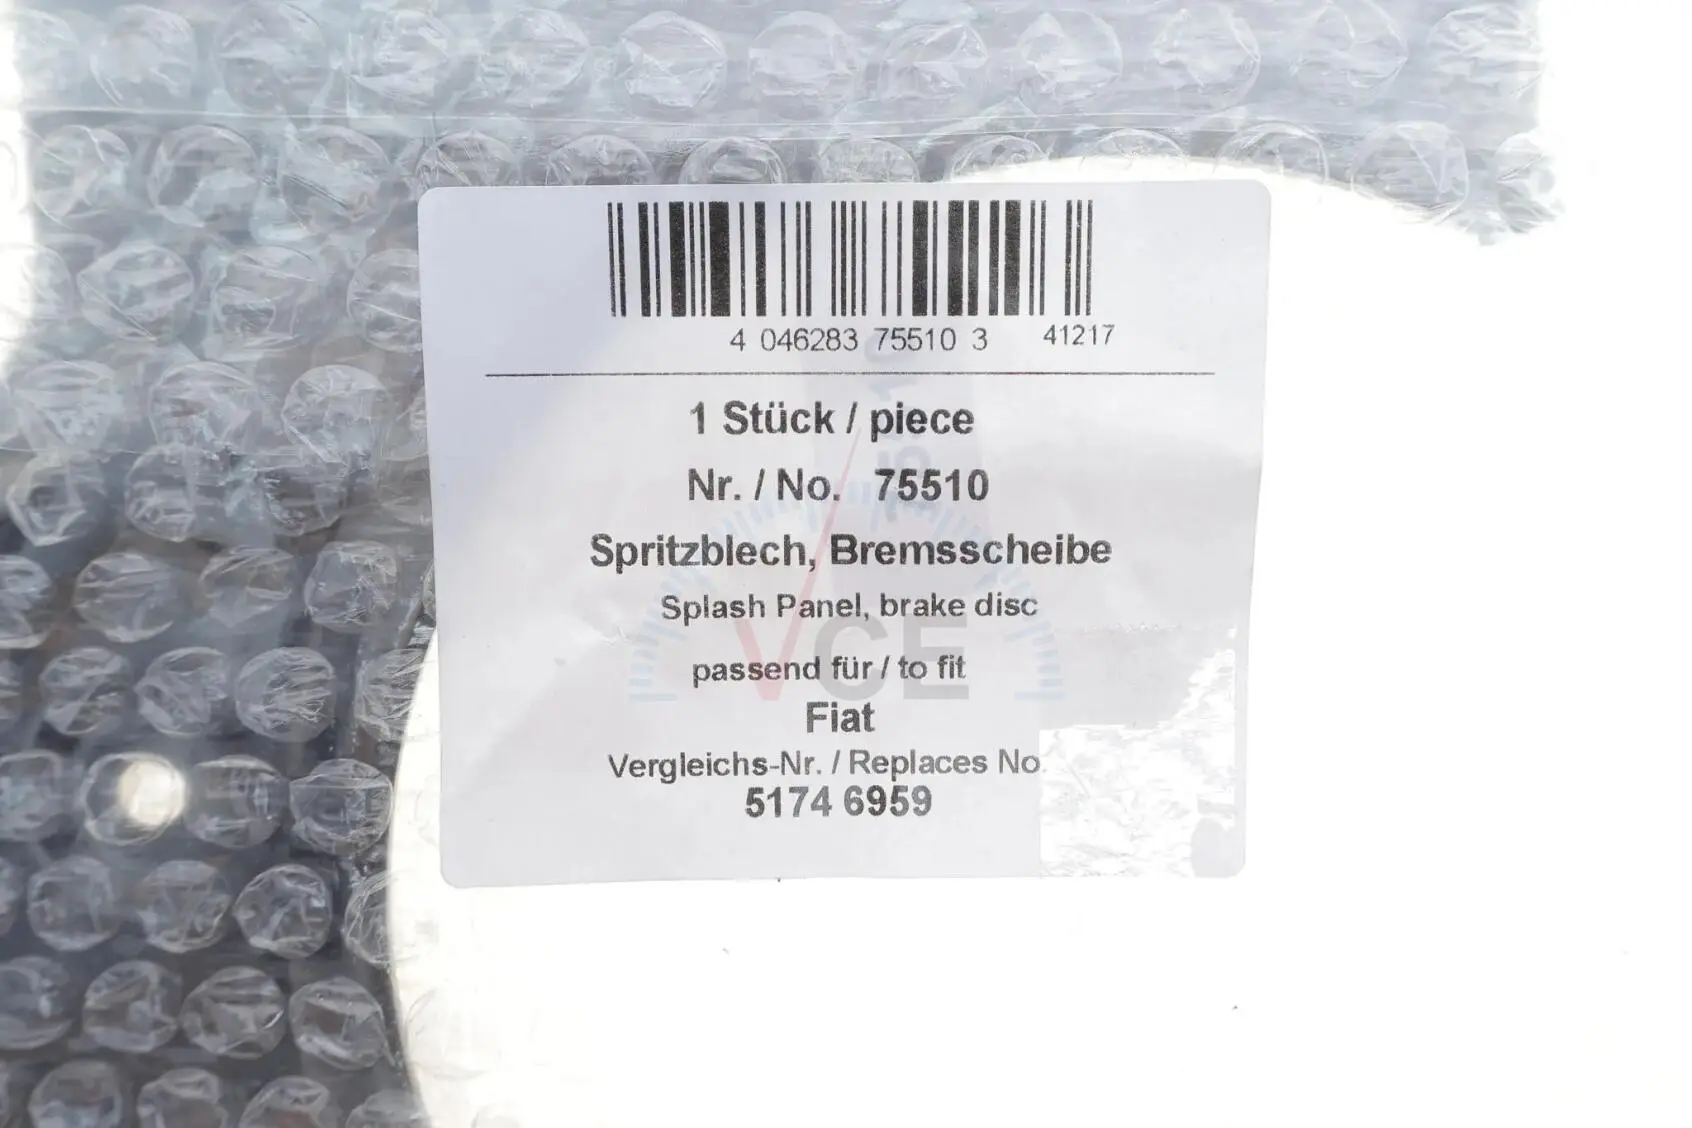 4 046283 75510 3 41217
1 Stück / piece
Nr. / No. 75510
Spritzblech, Bremsscheibe
Splash Panel, brake disc
passend für / to fit
VCE
Fiat
Vergleichs-Nr. / Replaces No.
5174 6959